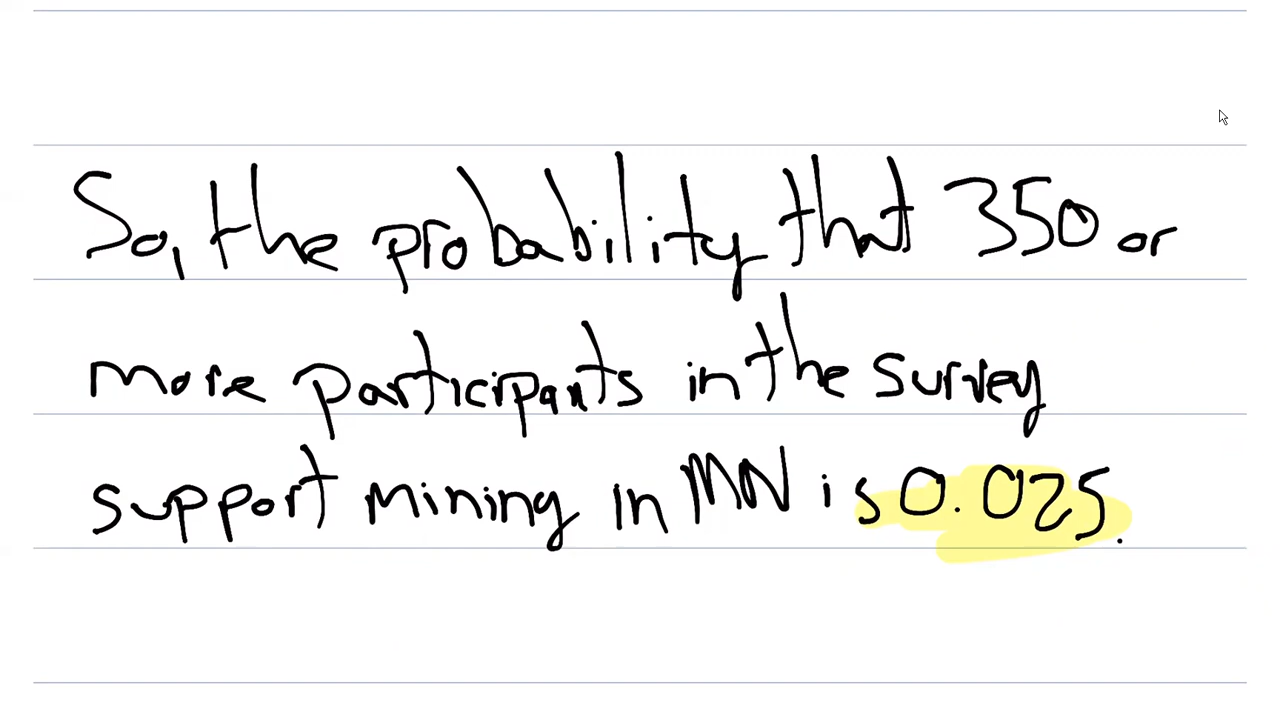 So, the probability that 350 or
more participants in the survey
support mining in MN is 0.025.